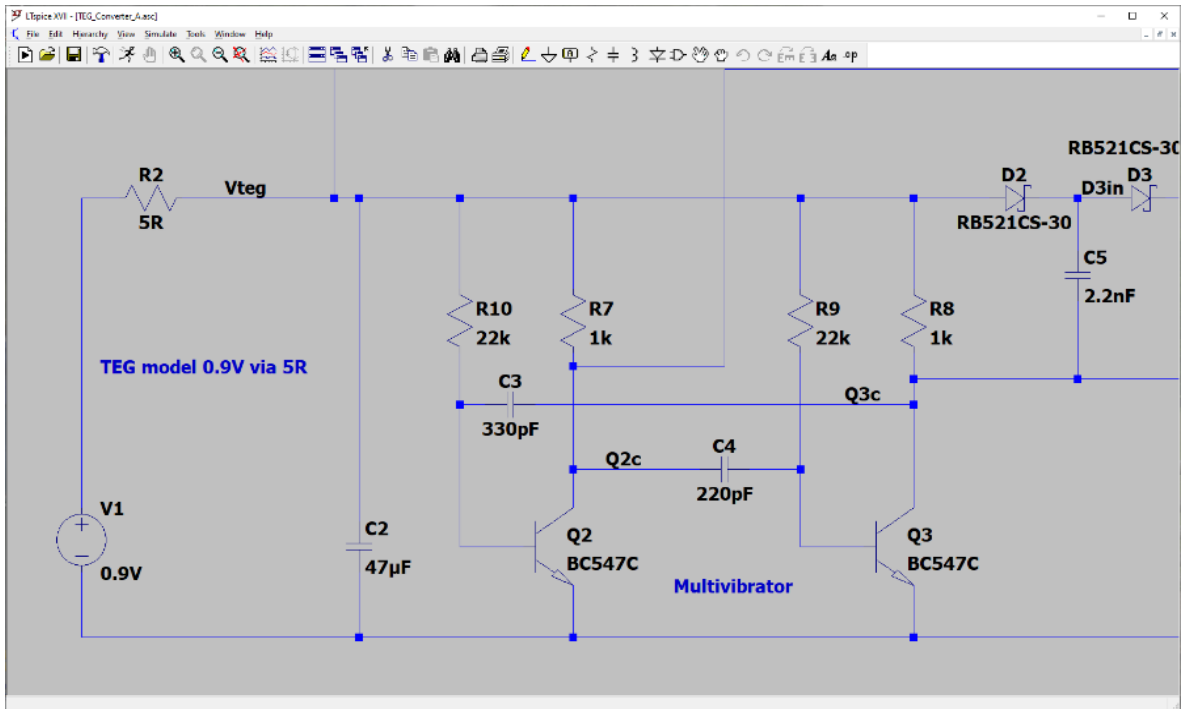 LTspice XVII - [TEG_Converter_A.asc]
File Edit Hierarchy View Simulate Tools Window Help
RB521CS-30
R2
Vteg
D2
D3in
D3
5R
RB521CS-30
C5
2.2nF
R10
22k
R7
1k
R9
22k
R8
1k
TEG model 0.9V via 5R
C3
330pF
Q3c
Q2c
C4
220pF
V1
0.9V
C2
47µF
Q2
BC547C
Q3
BC547C
Multivibrator